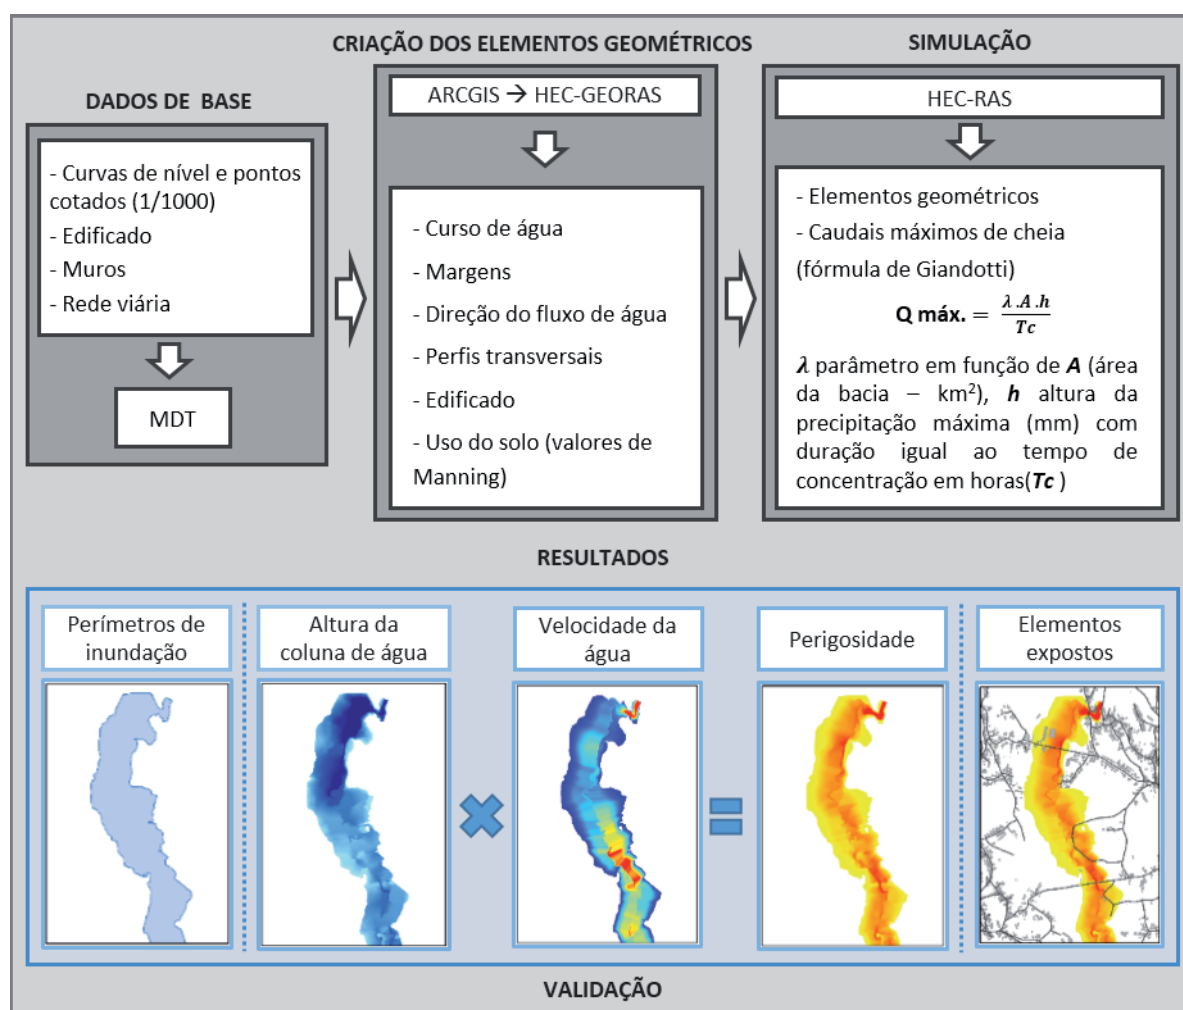 DADOS DE BASE
- Curvas de nível e pontos
cotados (1/1000)
- Edificado
- Muros
- Rede viária
MDT
CRIAÇÃO DOS ELEMENTOS GEOMÉTRICOS
ARCGIS → HEC-GEORAS
- Curso de água
- Margens
- Direção do fluxo de água
- Perfis transversais
- Edificado
- Uso do solo (valores de
Manning)
SIMULAÇÃO
HEC-RAS
- Elementos geométricos
- Caudais máximos de cheia
(fórmula de Giandotti)
Q máx. = λ .A .h / Tc
λ parâmetro em função de A (área
da bacia – km²), h altura da
precipitação máxima (mm) com
duração igual ao tempo de
concentração em horas(Tc )
RESULTADOS
Perímetros de
inundação
Altura da
coluna de água
Velocidade da
água
Perigosidade
Elementos
expostos
VALIDAÇÃO